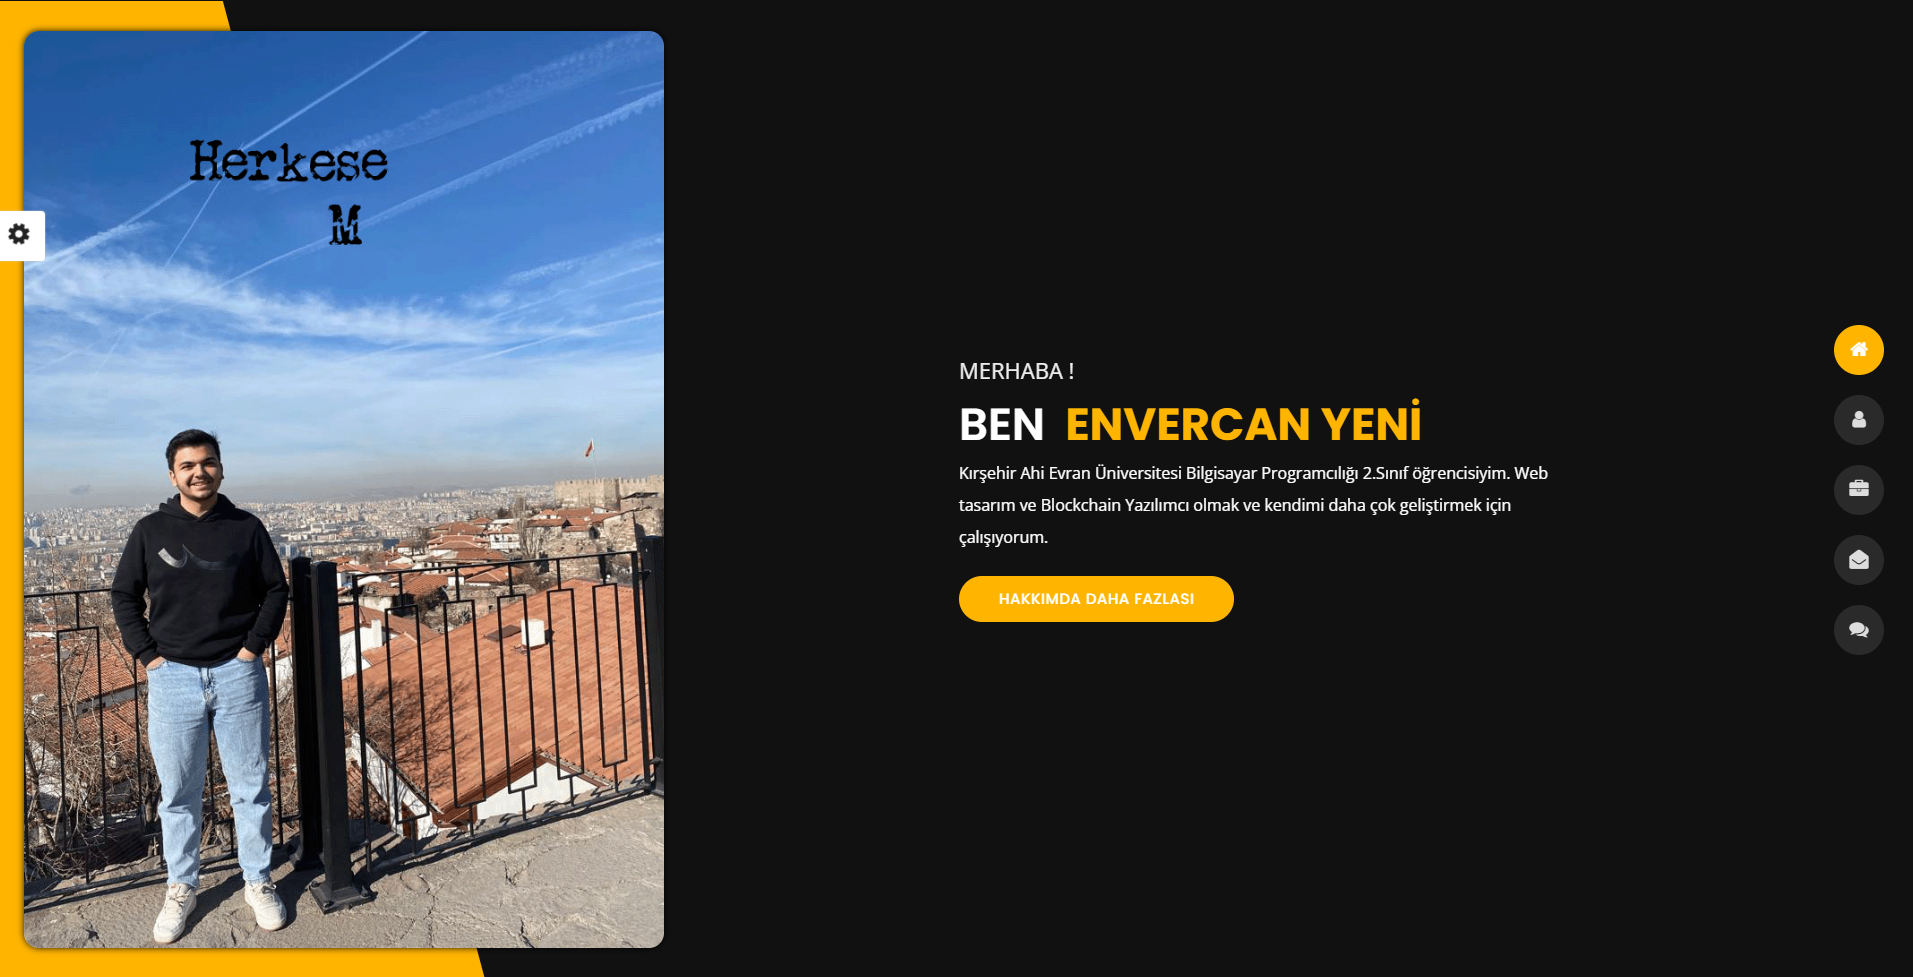 Herkese
M
MERHABA !
BEN ENVERCAN YENİ
Kırşehir Ahi Evran Üniversitesi Bilgisayar Programcılığı 2.Sınıf öğrencisiyim. Web
tasarım ve Blockchain Yazılımcı olmak ve kendimi daha çok geliştirmek için
çalışıyorum.
HAKKIMDA DAHA FAZLASI